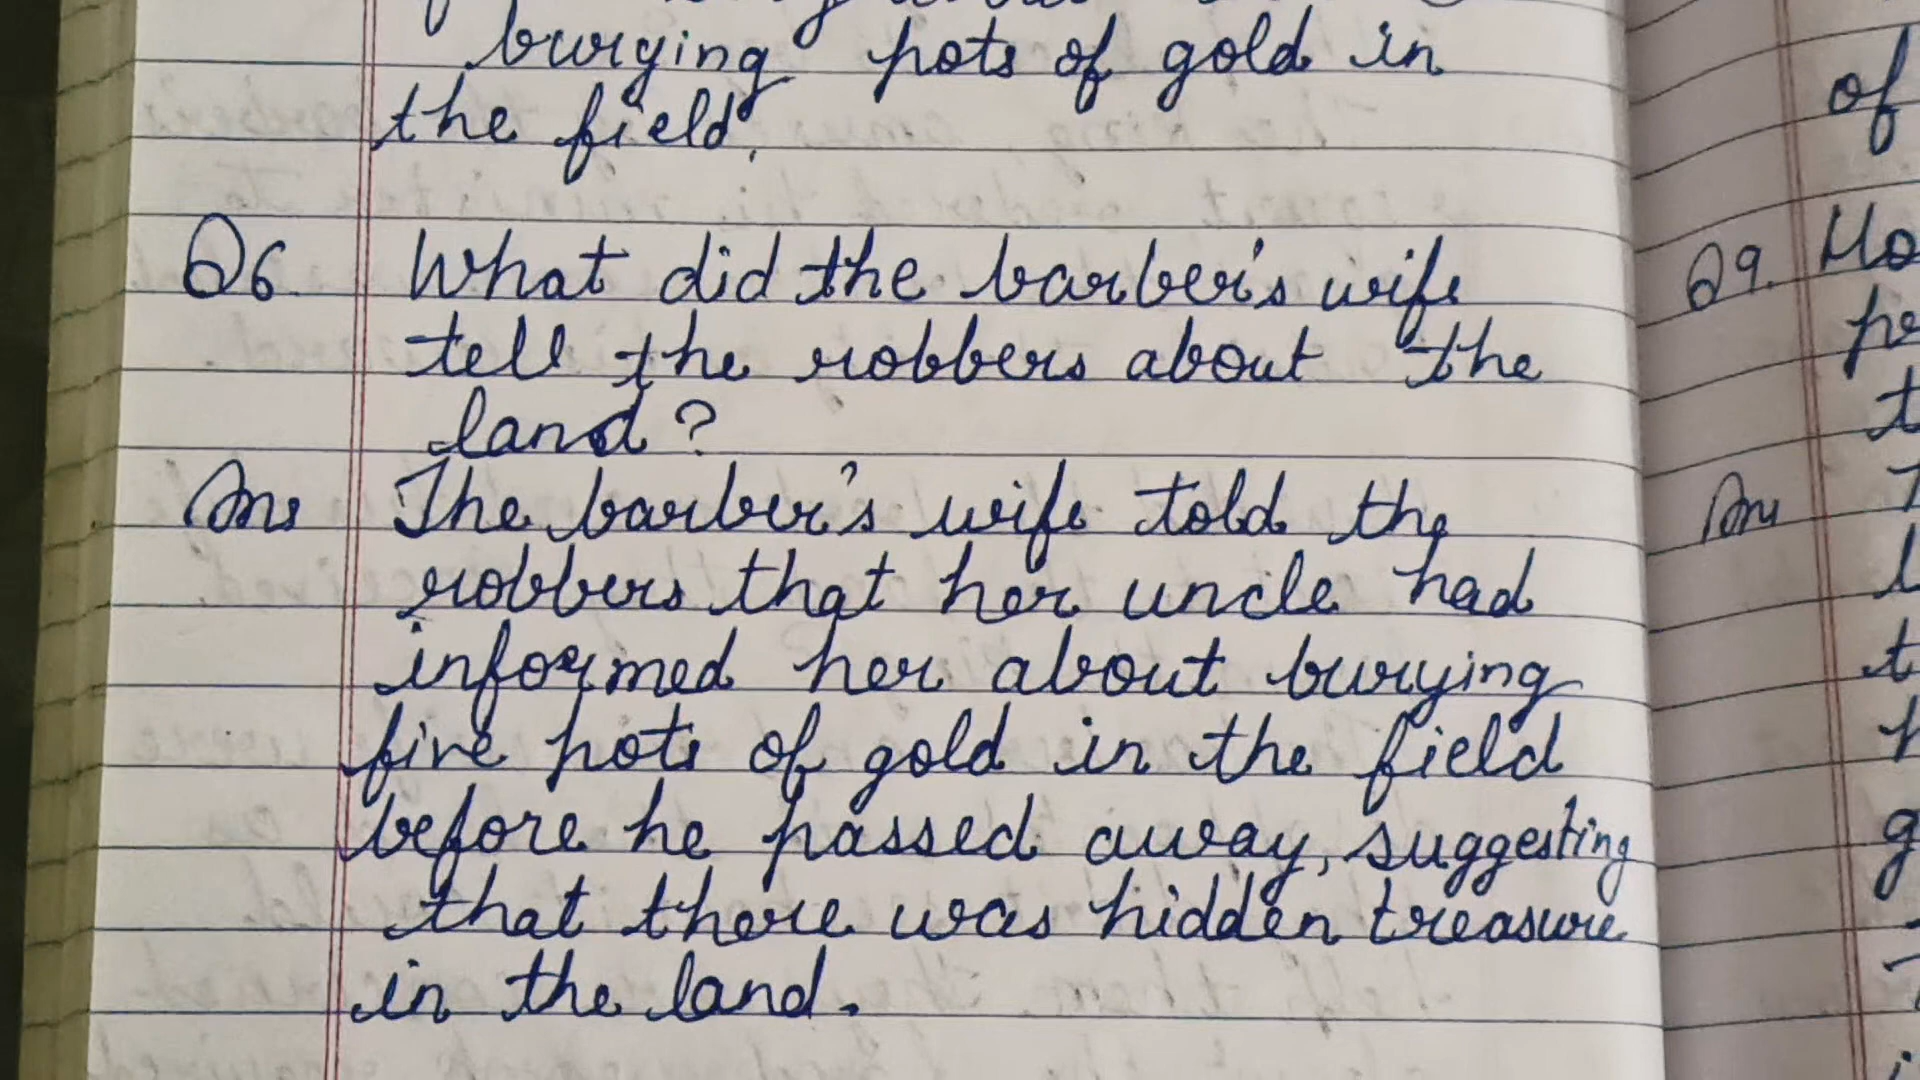 burying pots of gold in
the field.
Q6 What did the barber's wife
tell the robbers about the
land?
Ans The barber's wife told the
robbers that her uncle had
informed her about burying
five pots of gold in the field
before he passed away, suggesting
that there was hidden treasure
in the land.
of
Q9.
Ans